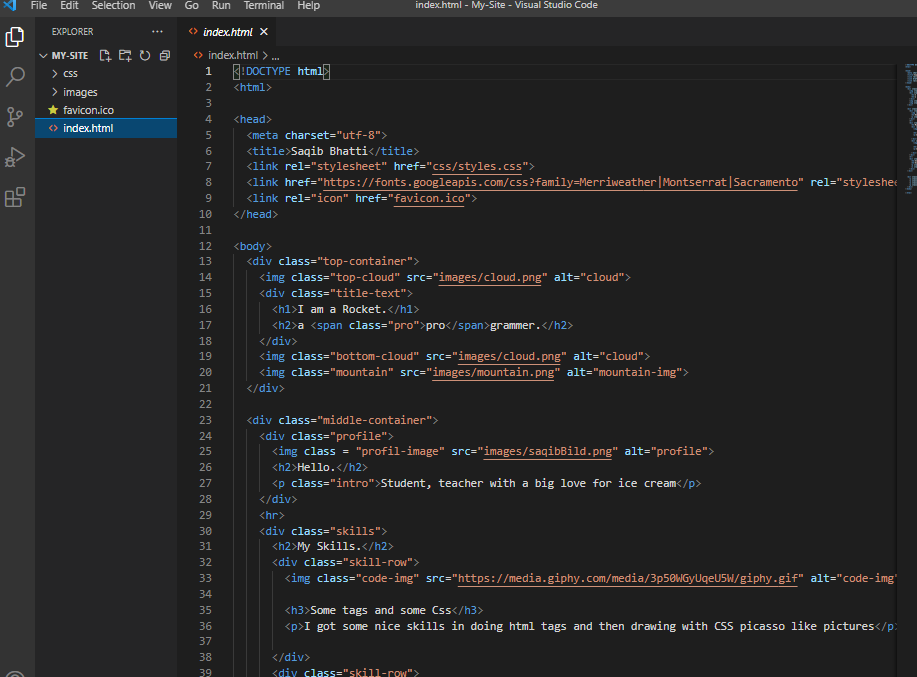 File Edit Selection View Go Run Terminal Help index.html - My-Site - Visual Studio Code
EXPLORER ...
MY-SITE
css
images
favicon.ico
<> index.html
<> index.html ×
<> index.html > ...
1 <!DOCTYPE html>
2 <html>
3
4 <head>
5 <meta charset="utf-8">
6 <title>Saqib Bhatti</title>
7 <link rel="stylesheet" href="css/styles.css">
8 <link href="https://fonts.googleapis.com/css?family=Merriweather|Montserrat|Sacramento" rel="styleshee
9 <link rel="icon" href="favicon.ico">
10 </head>
11
12 <body>
13 <div class="top-container">
14 <img class="top-cloud" src="images/cloud.png" alt="cloud">
15 <div class="title-text">
16 <h1>I am a Rocket.</h1>
17 <h2>a <span class="pro">pro</span>grammer.</h2>
18 </div>
19 <img class="bottom-cloud" src="images/cloud.png" alt="cloud">
20 <img class="mountain" src="images/mountain.png" alt="mountain-img">
21 </div>
22
23 <div class="middle-container">
24 <div class="profile">
25 <img class = "profil-image" src="images/saqibBild.png" alt="profile">
26 <h2>Hello.</h2>
27 <p class="intro">Student, teacher with a big love for ice cream</p>
28 </div>
29 <hr>
30 <div class="skills">
31 <h2>My Skills.</h2>
32 <div class="skill-row">
33 <img class="code-img" src="https://media.giphy.com/media/3p50WGyUqeU5W/giphy.gif" alt="code-img"
34
35 <h3>Some tags and some Css</h3>
36 <p>I got some nice skills in doing html tags and then drawing with CSS picasso like pictures</p>
37
38 </div>
39 <div class="skill-row">